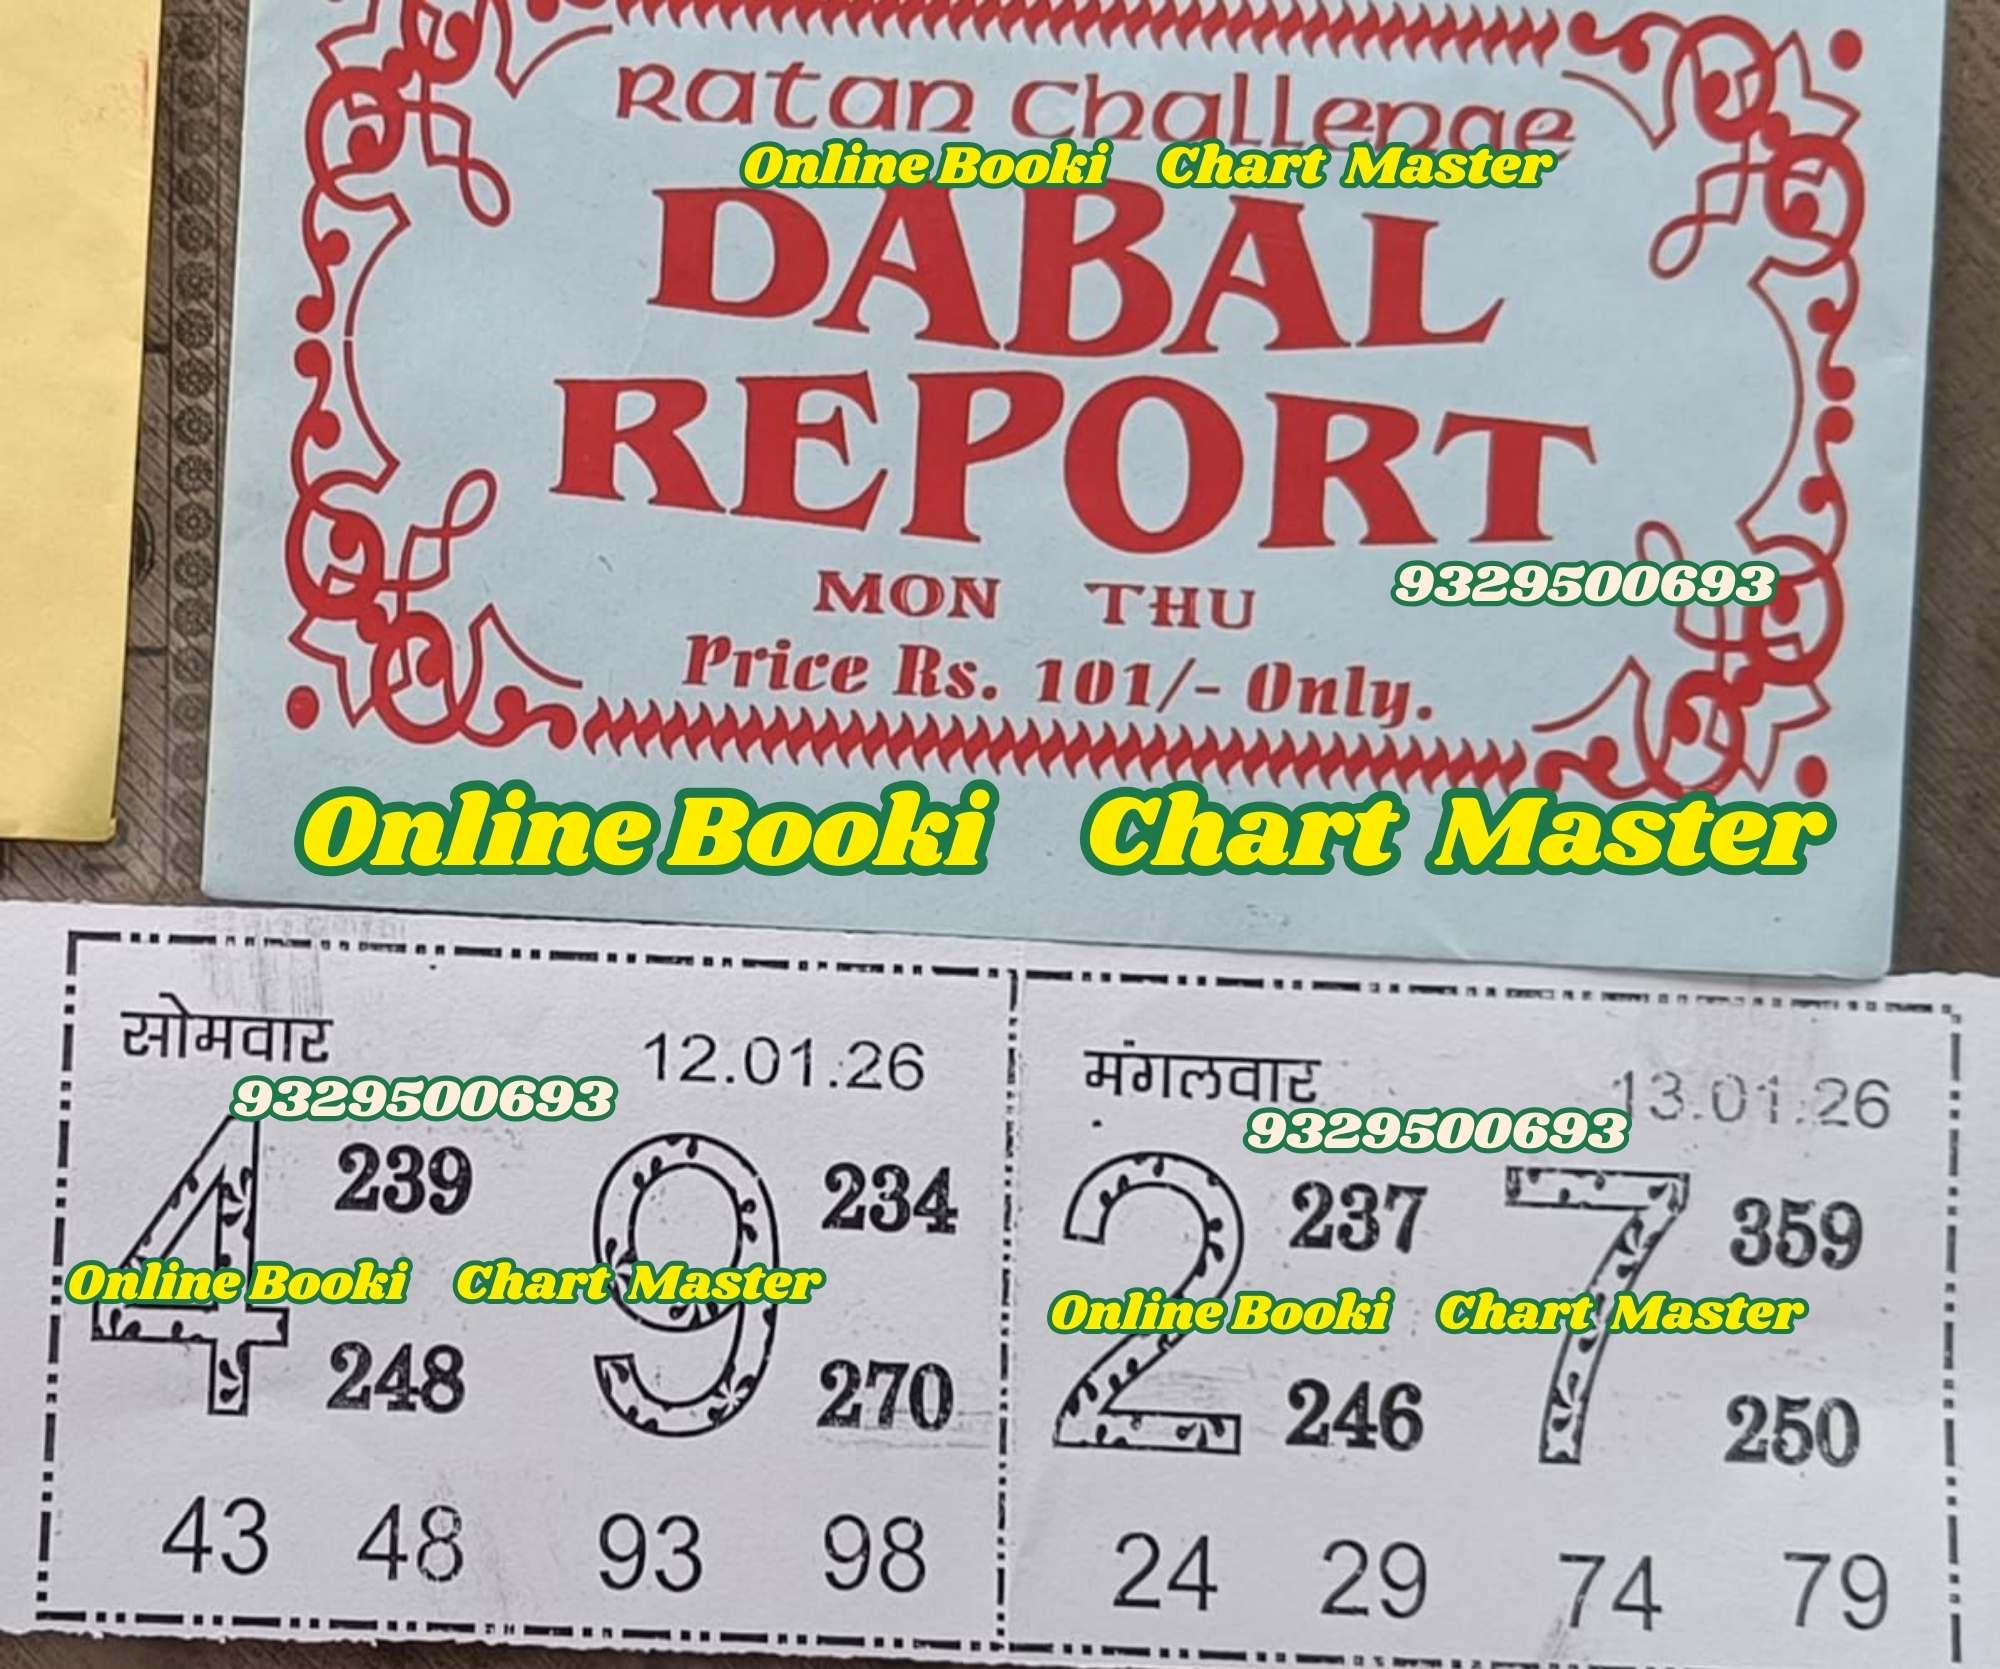 Ratan Challenge
Online Booki Chart Master
DABAL
REPORT
MON THU
9329500693
Price Rs. 101/- Only.
Online Booki Chart Master
सोमवार 12.01.26
9329500693
4 239 9 234
Online Booki Chart Master
248 270
43 48 93 98
मंगलवार 13.01.26
9329500693
2 237 7 359
Online Booki Chart Master
246 250
24 29 74 79